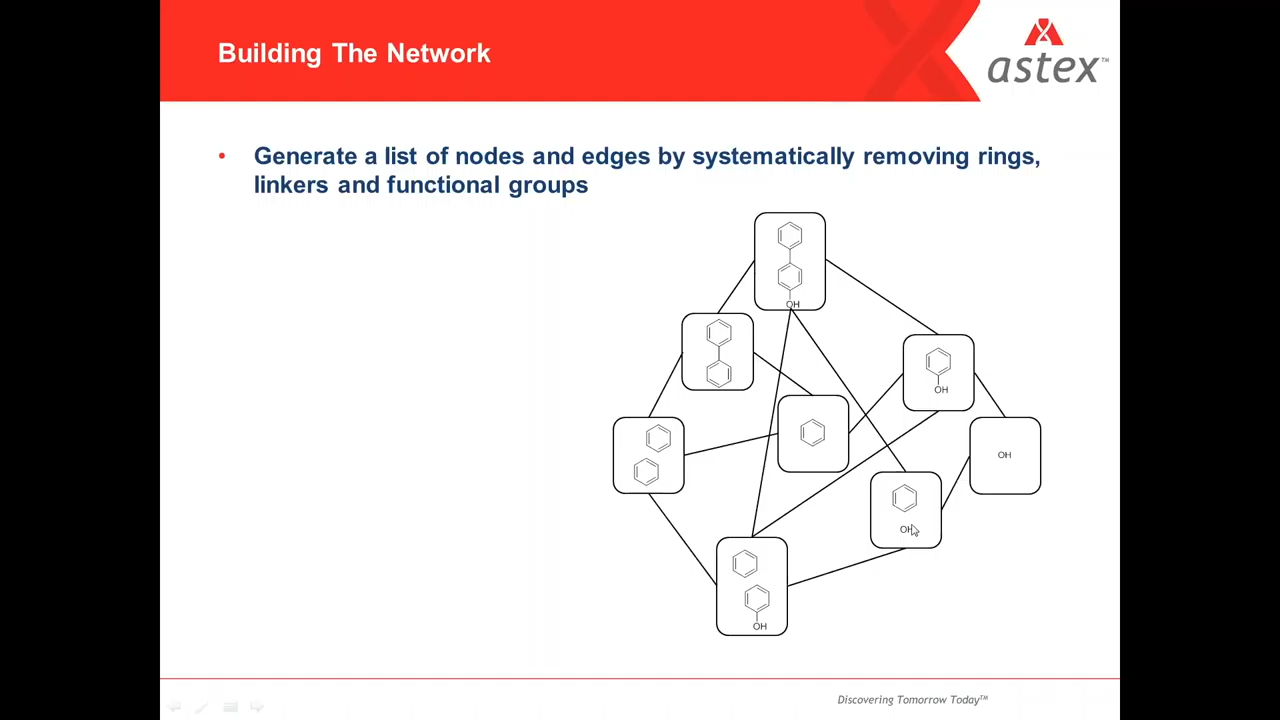 Building The Network
astex™
• Generate a list of nodes and edges by systematically removing rings,
linkers and functional groups
OH
OH
OH
OH
OH
Discovering Tomorrow Today™